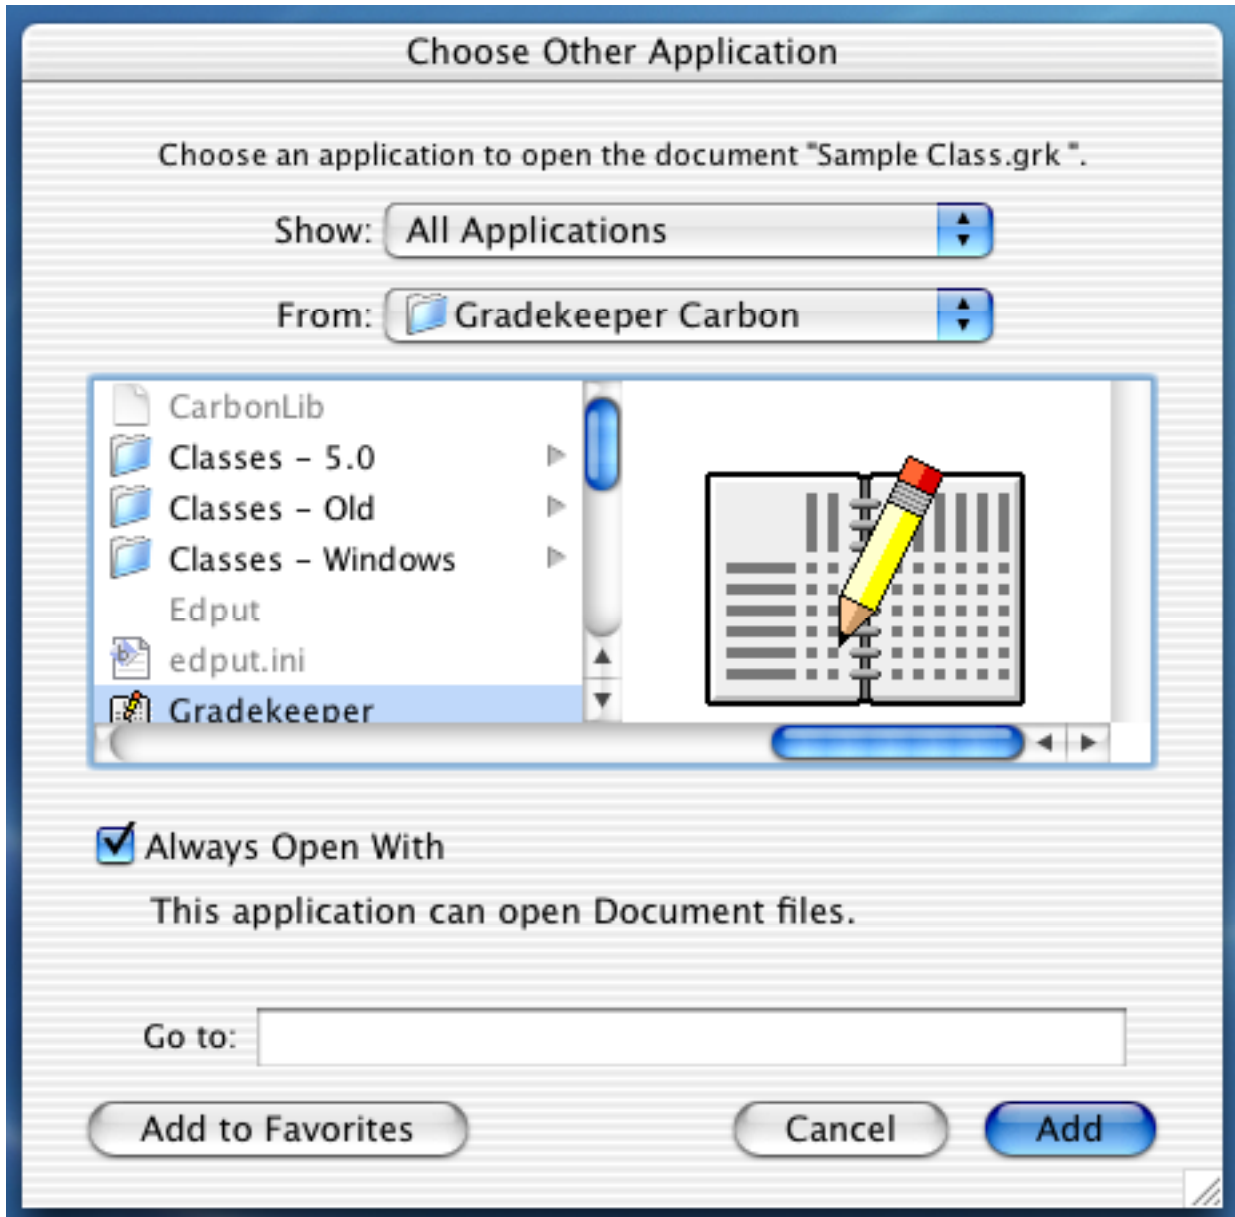 Choose Other Application
Choose an application to open the document "Sample Class.grk ".
Show: All Applications
From: Gradekeeper Carbon
CarbonLib
Classes – 5.0
Classes – Old
Classes – Windows
Edput
edput.ini
Gradekeeper
Always Open With
This application can open Document files.
Go to:
Add to Favorites Cancel Add